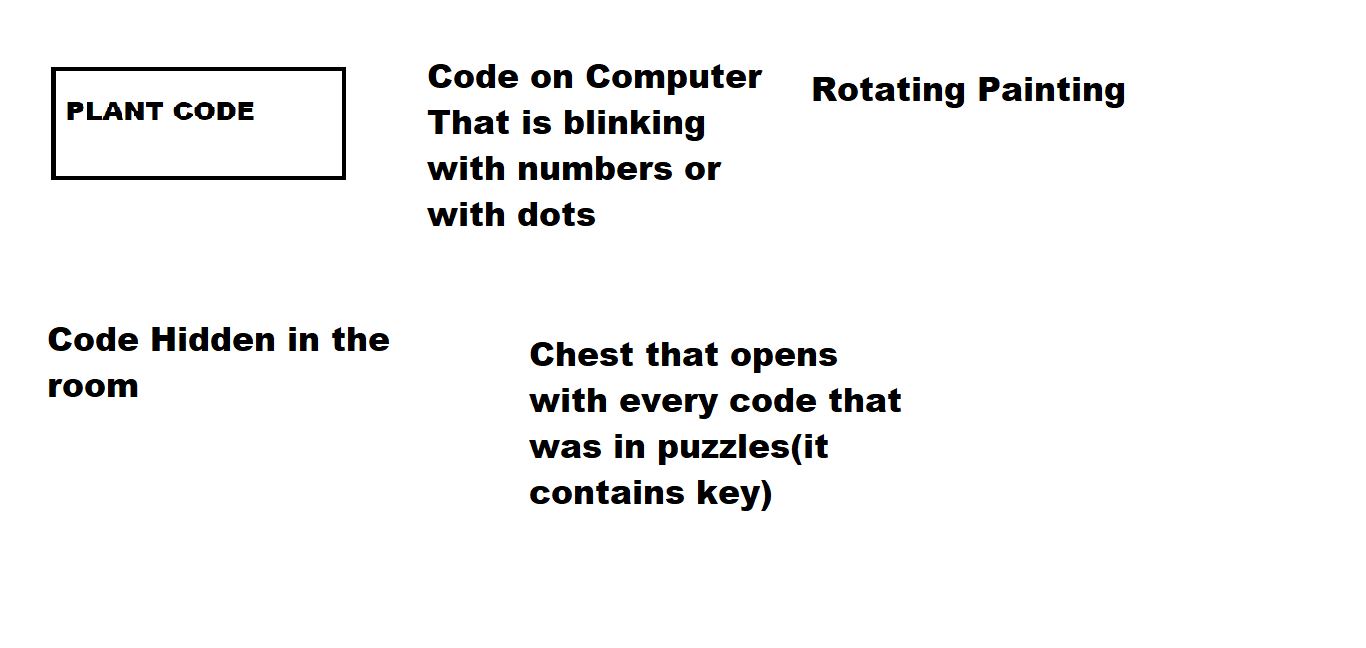 PLANT CODE
Code on Computer
That is blinking
with numbers or
with dots
Rotating Painting
Code Hidden in the
room
Chest that opens
with every code that
was in puzzles(it
contains key)